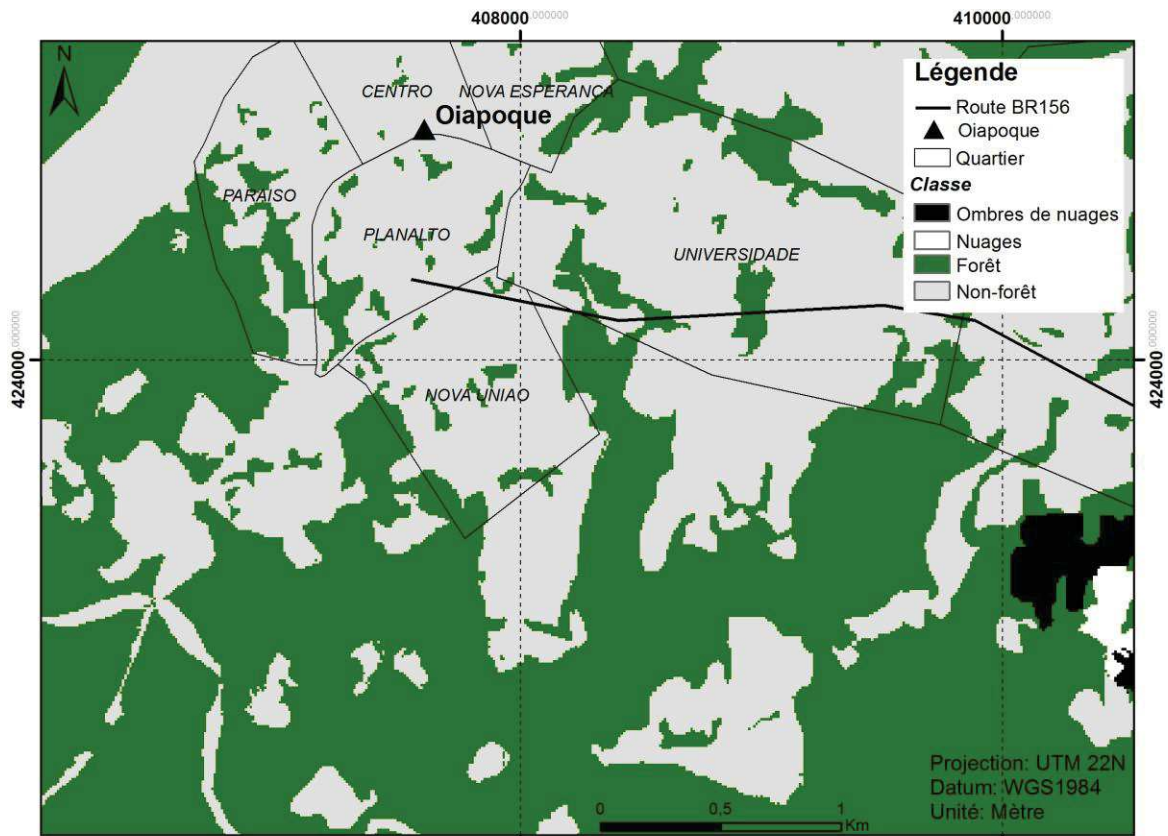 408000,000000
410000,000000
N
CENTRO
NOVA ESPERANÇA
Oiapoque
PARAISO
PLANALTO
UNIVERSIDADE
NOVA UNIAO
424000,000000
424000,000000
Légende
Route BR156
Oiapoque
Quartier
Classe
Ombres de nuages
Nuages
Forêt
Non-forêt
Projection: UTM 22N
Datum: WGS1984
Unité: Mètre
0 0,5 1
Km